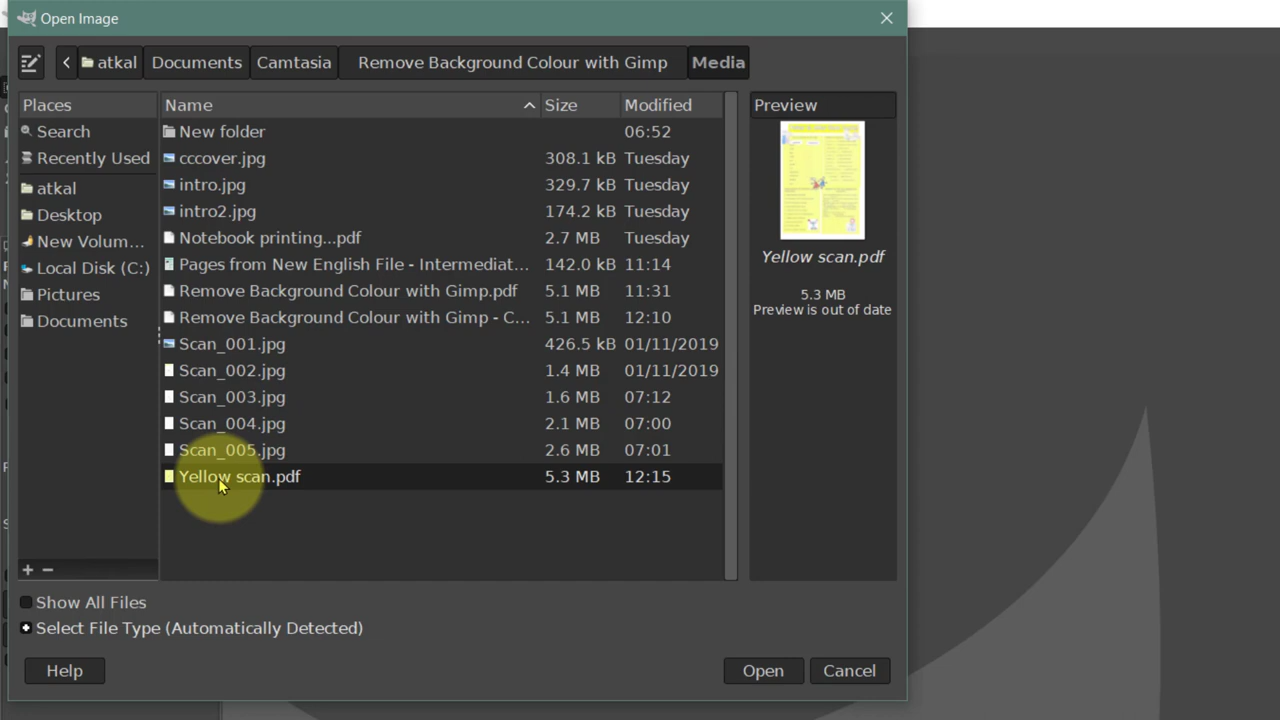 Open Image
atkal Documents Camtasia Remove Background Colour with Gimp Media
Places
Search
Recently Used
atkal
Desktop
New Volum...
Local Disk (C:)
Pictures
Documents
Name Size Modified
New folder 06:52
cccover.jpg 308.1 kB Tuesday
intro.jpg 329.7 kB Tuesday
intro2.jpg 174.2 kB Tuesday
Notebook printing...pdf 2.7 MB Tuesday
Pages from New English File - Intermediat... 142.0 kB 11:14
Remove Background Colour with Gimp.pdf 5.1 MB 11:31
Remove Background Colour with Gimp - C... 5.1 MB 12:10
Scan_001.jpg 426.5 kB 01/11/2019
Scan_002.jpg 1.4 MB 01/11/2019
Scan_003.jpg 1.6 MB 07:12
Scan_004.jpg 2.1 MB 07:00
Scan_005.jpg 2.6 MB 07:01
Yellow scan.pdf 5.3 MB 12:15
Preview
Yellow scan.pdf
5.3 MB
Preview is out of date
Show All Files
Select File Type (Automatically Detected)
Help Open Cancel